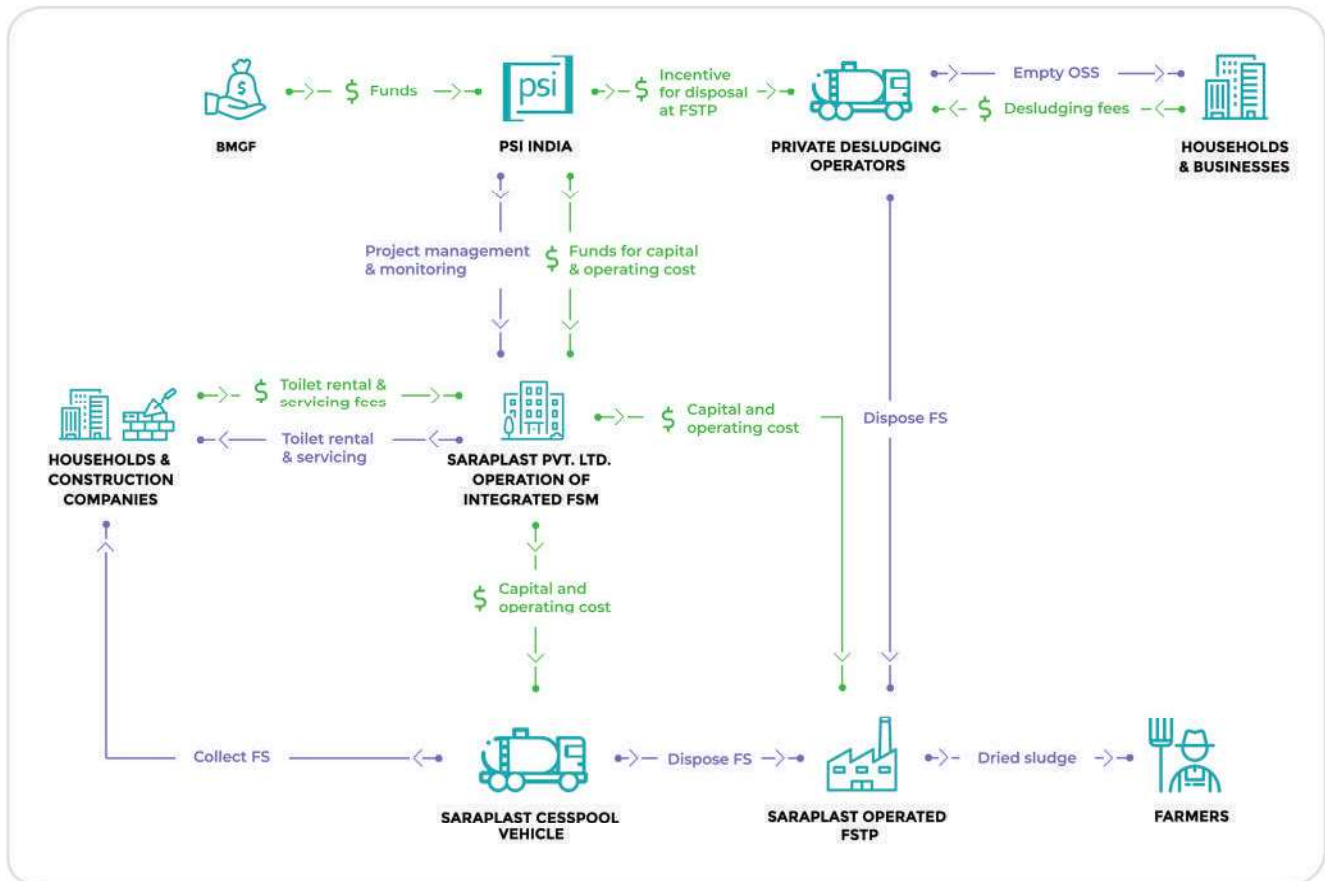 $ Funds
psi
$ Incentive
for disposal
at FSTP
Empty OSS
$ Desludging fees
BMGF
PSI INDIA
PRIVATE DESLUDGING
OPERATORS
HOUSEHOLDS
& BUSINESSES
Project management
& monitoring
$ Funds for capital
& operating cost
$ Toilet rental &
servicing fees
Toilet rental
& servicing
$ Capital and
operating cost
Dispose FS
HOUSEHOLDS &
CONSTRUCTION
COMPANIES
SARAPLAST PVT. LTD.
OPERATION OF
INTEGRATED FSM
$ Capital and
operating cost
Collect FS
Dispose FS
Dried sludge
SARAPLAST CESSPOOL
VEHICLE
SARAPLAST OPERATED
FSTP
FARMERS